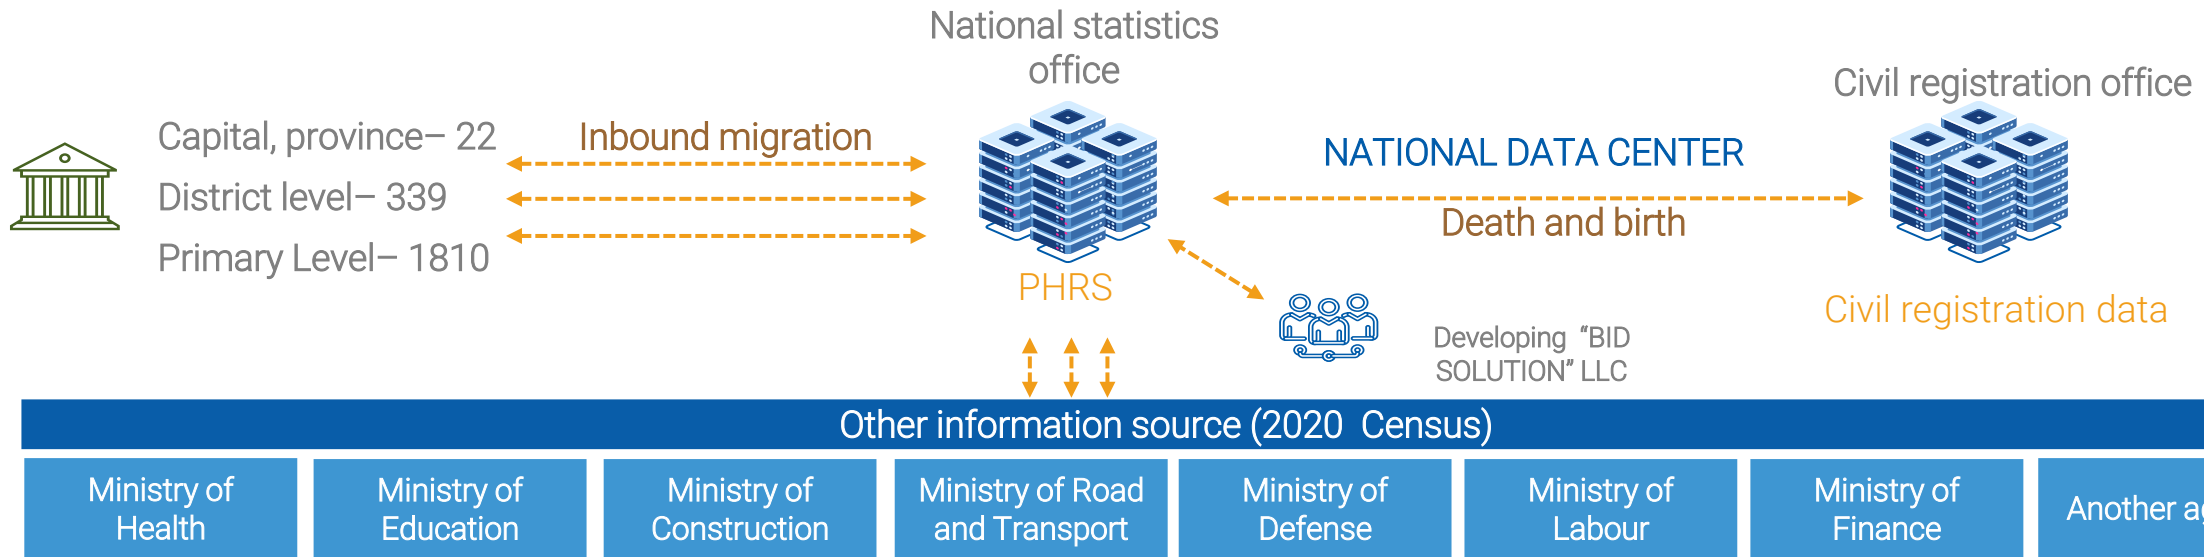 National statistics
office
Civil registration office
Capital, province– 22
Inbound migration
NATIONAL DATA CENTER
District level– 339
Death and birth
Primary Level– 1810
PHRS
Civil registration data
Developing “BID
SOLUTION” LLC
Other information source (2020 Census)
Ministry of
Health
Ministry of
Education
Ministry of
Construction
Ministry of Road
and Transport
Ministry of
Defense
Ministry of
Labour
Ministry of
Finance
Another